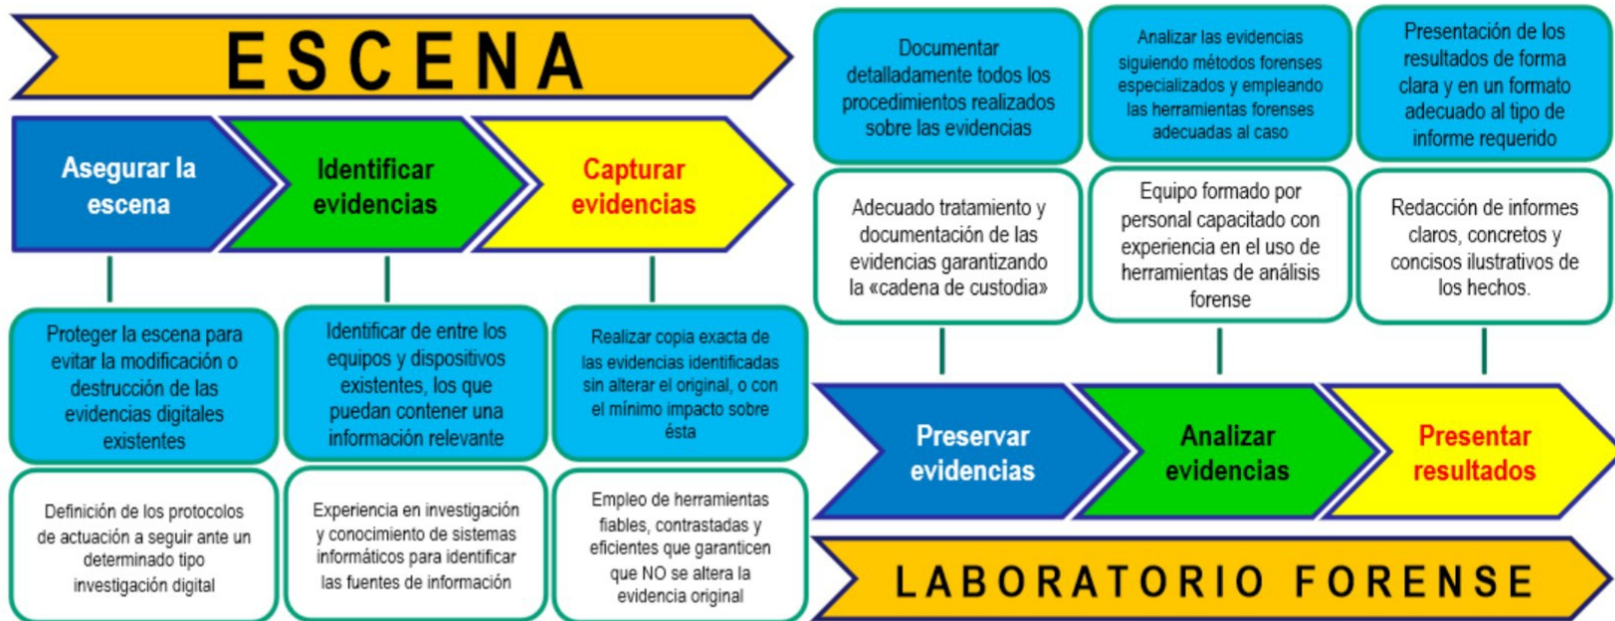 ESCENA
Asegurar la
escena
Identificar
evidencias
Capturar
evidencias
Proteger la escena para
evitar la modificación o
destrucción de las
evidencias digitales
existentes
Identificar de entre los
equipos y dispositivos
existentes, los que
puedan contener una
información relevante
Realizar copia exacta de
las evidencias identificadas
sin alterar el original, o con
el mínimo impacto sobre
ésta
Definición de los protocolos
de actuación a seguir ante un
determinado tipo
investigación digital
Experiencia en investigación
y conocimiento de sistemas
informáticos para identificar
las fuentes de información
Empleo de herramientas
fiables, contrastadas y
eficientes que garanticen
que NO se altera la
evidencia original
Documentar
detalladamente todos los
procedimientos realizados
sobre las evidencias
Analizar las evidencias
siguiendo métodos forenses
especializados y empleando
las herramientas forenses
adecuadas al caso
Presentación de los
resultados de forma
clara y en un formato
adecuado al tipo de
informe requerido
Adecuado tratamiento y
documentación de las
evidencias garantizando
la «cadena de custodia»
Equipo formado por
personal capacitado con
experiencia en el uso de
herramientas de análisis
forense
Redacción de informes
claros, concretos y
concisos ilustrativos de
los hechos.
Preservar
evidencias
Analizar
evidencias
Presentar
resultados
LABORATORIO FORENSE